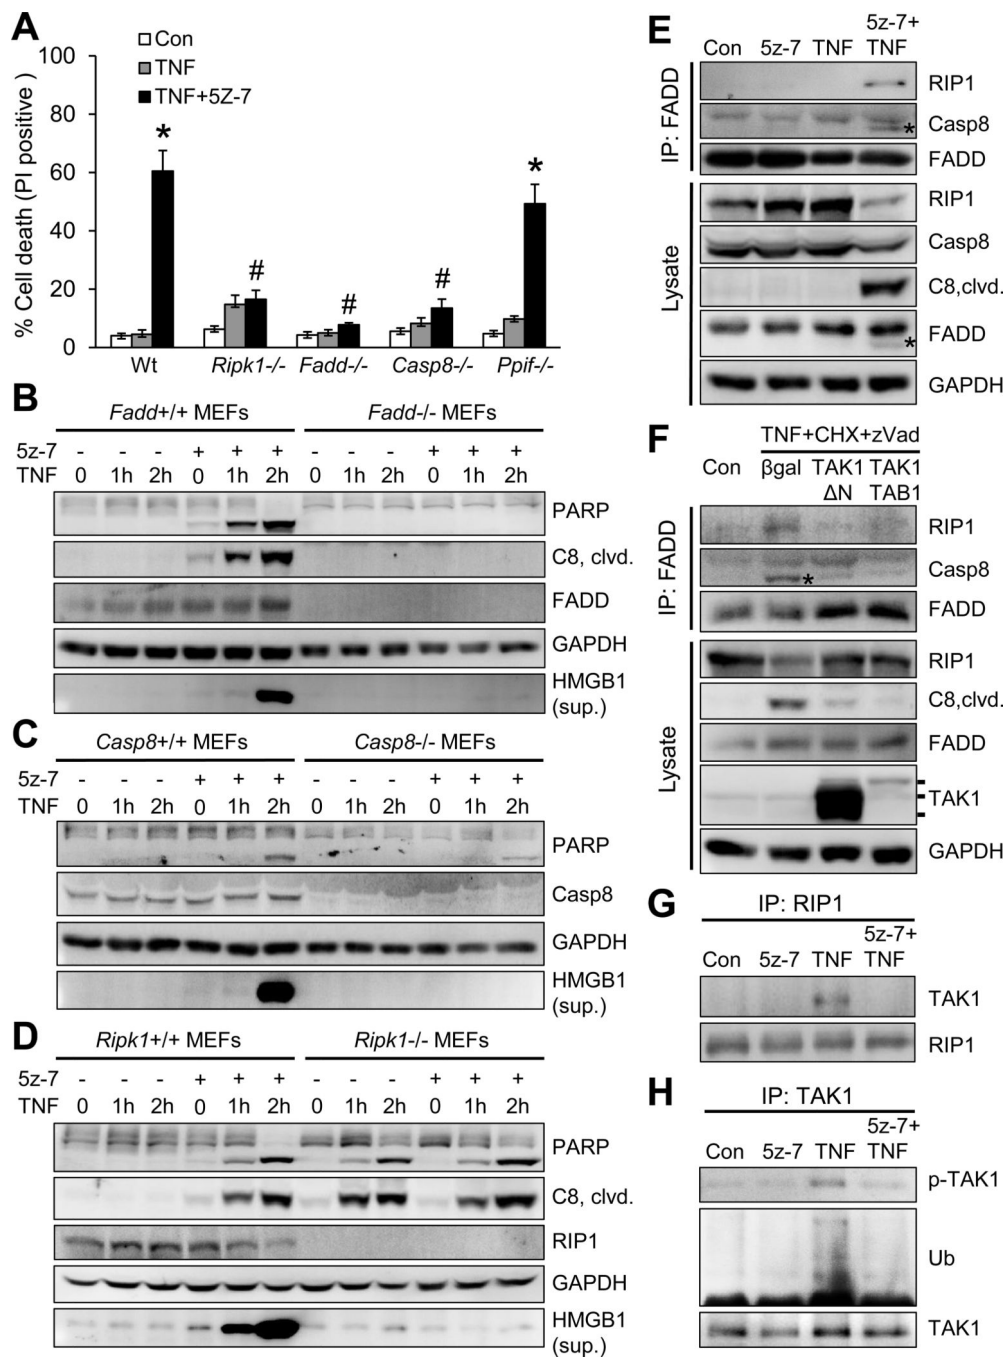 A
Con
TNF
TNF+5Z-7
% Cell death (PI positive )
100
80
60
40
20
0
*
#
#
#
*
Wt
Ripk1-/-
Fadd-/-
Casp8-/-
Ppif-/-
B
Fadd+/+ MEFs
Fadd-/- MEFs
5z-7 - - - + + + - - - + + +
TNF 0 1h 2h 0 1h 2h 0 1h 2h 0 1h 2h
PARP
C8, clvd.
FADD
GAPDH
HMGB1
(sup.)
C
Casp8+/+ MEFs
Casp8-/- MEFs
5z-7 - - - + + + - - - + + +
TNF 0 1h 2h 0 1h 2h 0 1h 2h 0 1h 2h
PARP
Casp8
GAPDH
HMGB1
(sup.)
D
Ripk1+/+ MEFs
Ripk1-/- MEFs
5z-7 - - - + + + - - - + + +
TNF 0 1h 2h 0 1h 2h 0 1h 2h 0 1h 2h
PARP
C8, clvd.
RIP1
GAPDH
HMGB1
(sup.)
E
Con 5z-7 TNF 5z-7+
TNF
IP: FADD
RIP1
Casp8
*
FADD
Lysate
RIP1
Casp8
C8,clvd.
FADD
*
GAPDH
F
TNF+CHX+zVad
Con βgal TAK1 TAK1
ΔN TAB1
IP: FADD
RIP1
Casp8
*
FADD
Lysate
RIP1
C8,clvd.
FADD
TAK1
GAPDH
G
IP: RIP1
Con 5z-7 TNF 5z-7+
TNF
TAK1
RIP1
H
IP: TAK1
Con 5z-7 TNF 5z-7+
TNF
p-TAK1
Ub
TAK1